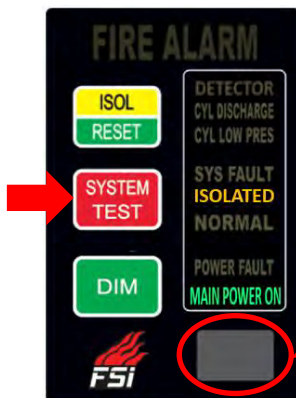 FIRE ALARM
ISOL
RESET
SYSTEM
TEST
DIM
DETECTOR
CYL DISCHARGE
CYL LOW PRES
SYS FAULT
ISOLATED
NORMAL
POWER FAULT
MAIN POWER ON
FSi